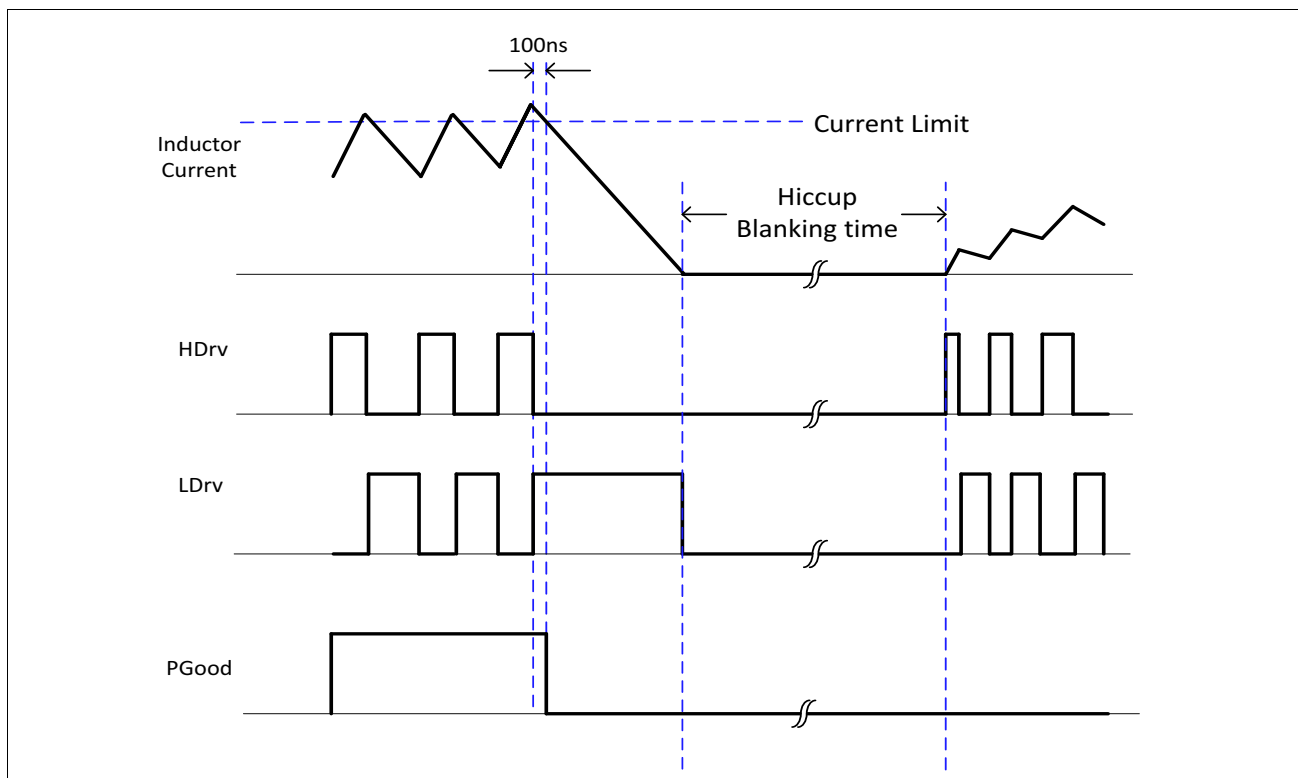 100ns
Current Limit
Inductor
Current
Hiccup
Blanking time
HDrv
LDrv
PGood